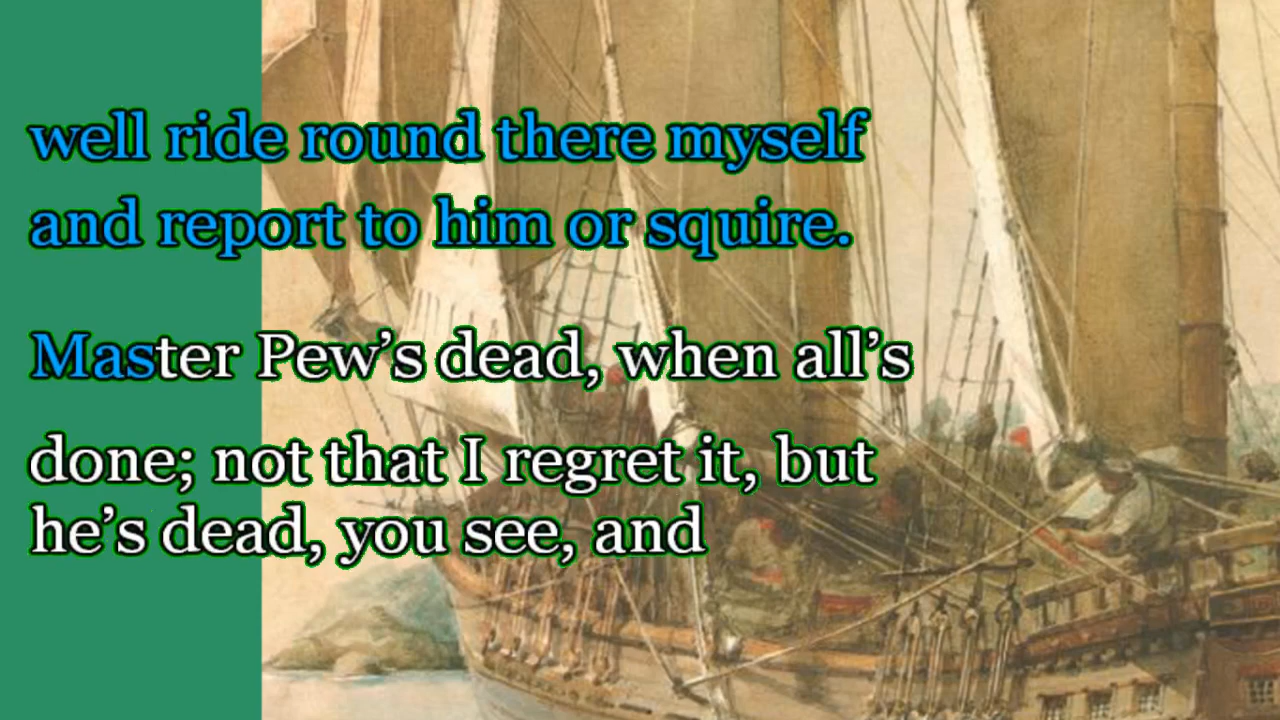 well ride round there myself
and report to him or squire.
Master Pew’s dead, when all’s
done; not that I regret it, but
he’s dead, you see, and